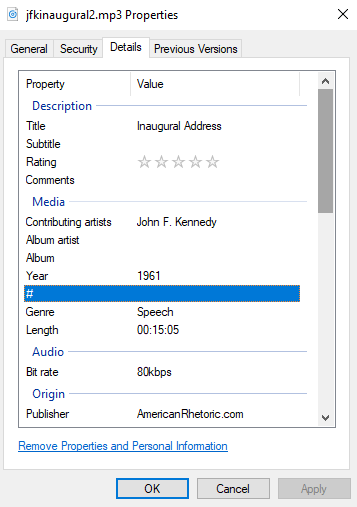 jfkinaugural2.mp3 Properties
General Security Details Previous Versions
Property Value
Description
Title Inaugural Address
Subtitle
Rating
Comments
Media
Contributing artists John F. Kennedy
Album artist
Album
Year 1961
#
Genre Speech
Length 00:15:05
Audio
Bit rate 80kbps
Origin
Publisher AmericanRhetoric.com
Remove Properties and Personal Information
OK Cancel Apply